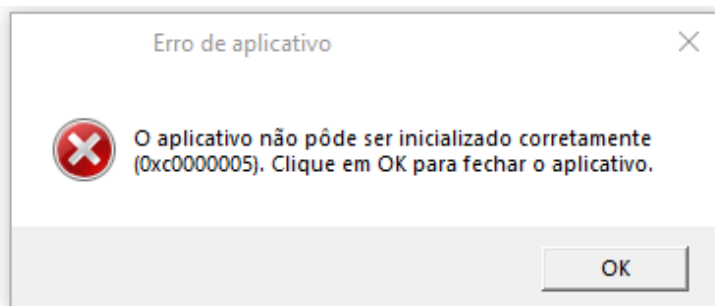 Erro de aplicativo
O aplicativo não pôde ser inicializado corretamente
(0xc0000005). Clique em OK para fechar o aplicativo.
OK